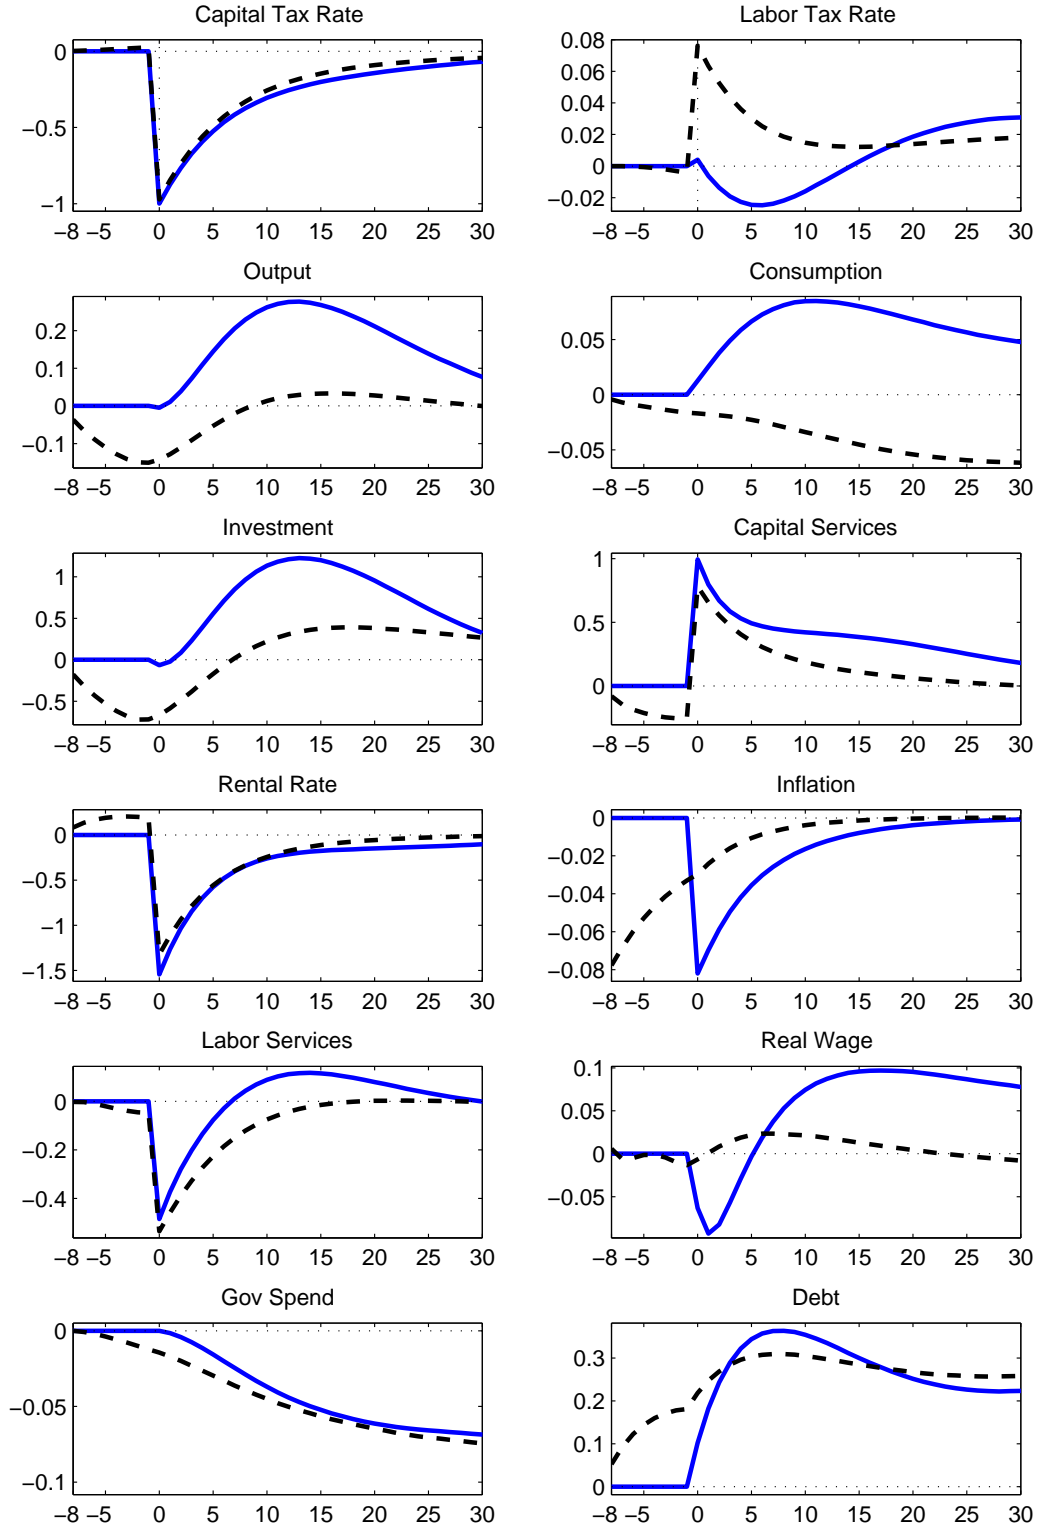 Capital Tax Rate
Labor Tax Rate
0
−0.5
−1
−8 −5 0 5 10 15 20 25 30
0.08
0.06
0.04
0.02
0
−0.02
−8 −5 0 5 10 15 20 25 30
Output
Consumption
0.2
0.1
0
−0.1
−8 −5 0 5 10 15 20 25 30
0.05
0
−0.05
−8 −5 0 5 10 15 20 25 30
Investment
Capital Services
1
0.5
0
−0.5
−8 −5 0 5 10 15 20 25 30
1
0.5
0
−8 −5 0 5 10 15 20 25 30
Rental Rate
Inflation
0
−0.5
−1
−1.5
−8 −5 0 5 10 15 20 25 30
0
−0.02
−0.04
−0.06
−0.08
−8 −5 0 5 10 15 20 25 30
Labor Services
Real Wage
0
−0.2
−0.4
−8 −5 0 5 10 15 20 25 30
0.1
0.05
0
−0.05
−8 −5 0 5 10 15 20 25 30
Gov Spend
Debt
0
−0.05
−0.1
−8 −5 0 5 10 15 20 25 30
0.3
0.2
0.1
0
−8 −5 0 5 10 15 20 25 30